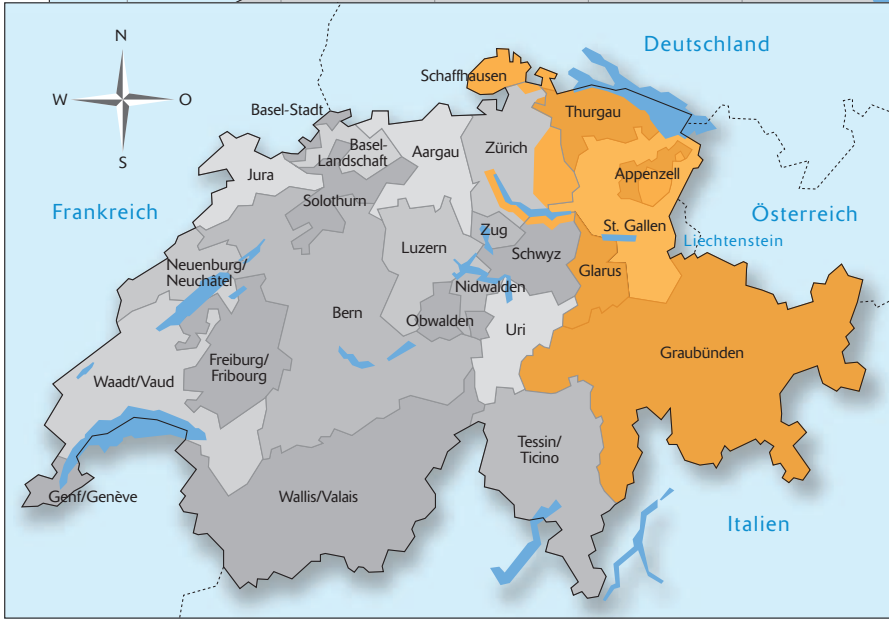 N
W
O
S
Deutschland
Schaffhausen
Basel-Stadt
Thurgau
Basel-
Landschaft
Aargau
Zürich
Jura
Appenzell
Solothurn
Frankreich
Österreich
St. Gallen
Zug
Liechtenstein
Luzern
Schwyz
Neuenburg/
Neuchâtel
Glarus
Nidwalden
Bern
Obwalden
Uri
Graubünden
Freiburg/
Fribourg
Waadt/Vaud
Tessin/
Ticino
Genf/Genève
Wallis/Valais
Italien